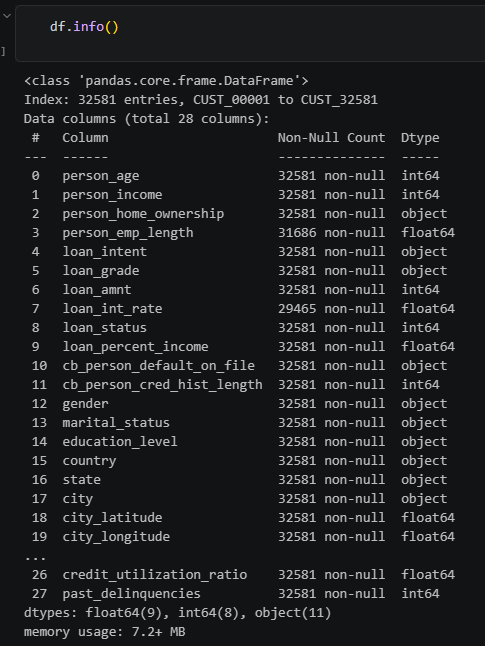 df.info()
]
<class 'pandas.core.frame.DataFrame'>
Index: 32581 entries, CUST_00001 to CUST_32581
Data columns (total 28 columns):
 #   Column                      Non-Null Count  Dtype
---  ------                      --------------  -----
 0   person_age                  32581 non-null  int64
 1   person_income               32581 non-null  int64
 2   person_home_ownership       32581 non-null  object
 3   person_emp_length           31686 non-null  float64
 4   loan_intent                 32581 non-null  object
 5   loan_grade                  32581 non-null  object
 6   loan_amnt                   32581 non-null  int64
 7   loan_int_rate               29465 non-null  float64
 8   loan_status                 32581 non-null  int64
 9   loan_percent_income         32581 non-null  float64
 10  cb_person_default_on_file   32581 non-null  object
 11  cb_person_cred_hist_length  32581 non-null  int64
 12  gender                      32581 non-null  object
 13  marital_status              32581 non-null  object
 14  education_level             32581 non-null  object
 15  country                     32581 non-null  object
 16  state                       32581 non-null  object
 17  city                        32581 non-null  object
 18  city_latitude               32581 non-null  float64
 19  city_longitude              32581 non-null  float64
...
 26  credit_utilization_ratio    32581 non-null  float64
 27  past_delinquencies          32581 non-null  int64
dtypes: float64(9), int64(8), object(11)
memory usage: 7.2+ MB